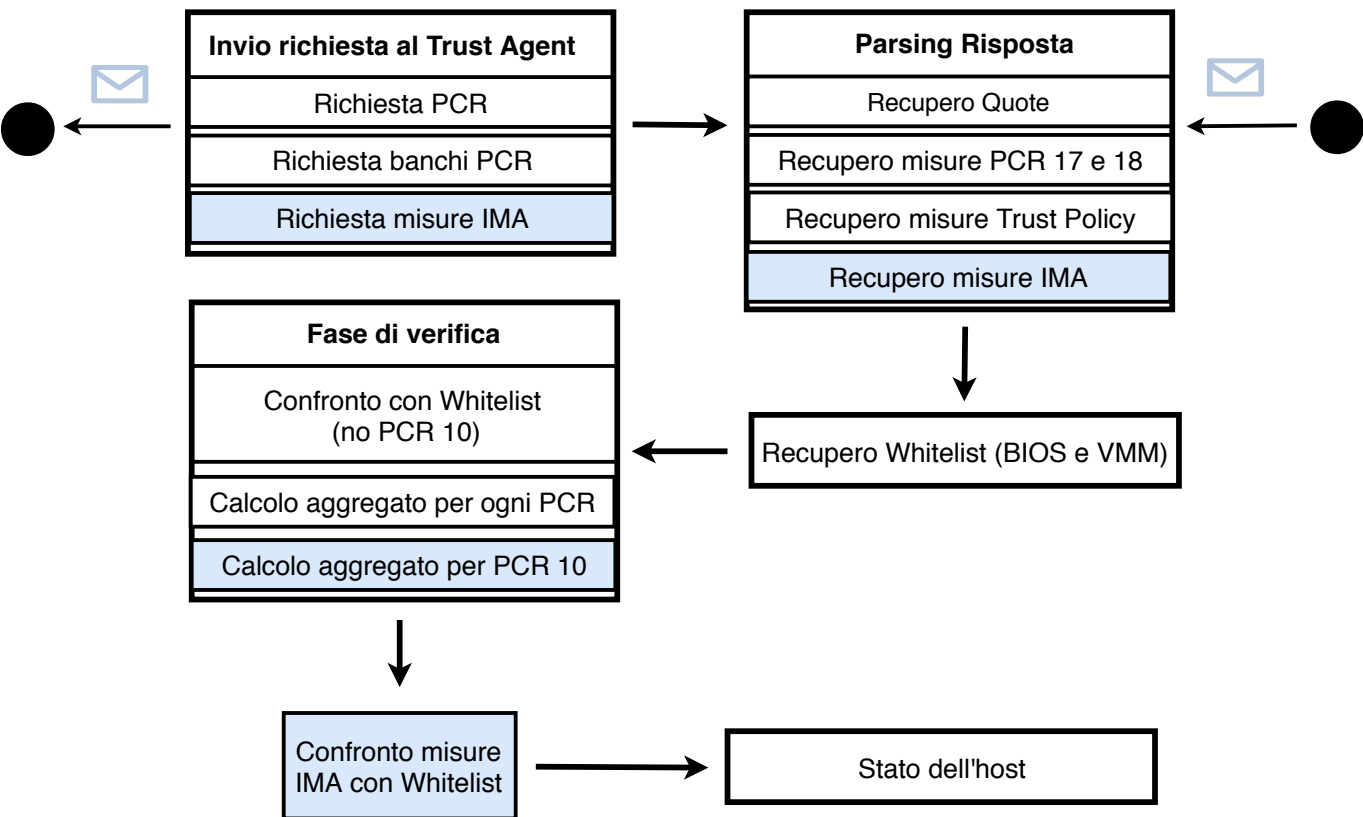 Invio richiesta al Trust Agent
Richiesta PCR
Richiesta banchi PCR
Richiesta misure IMA
Parsing Risposta
Recupero Quote
Recupero misure PCR 17 e 18
Recupero misure Trust Policy
Recupero misure IMA
Recupero Whitelist (BIOS e VMM)
Fase di verifica
Confronto con Whitelist
(no PCR 10)
Calcolo aggregato per ogni PCR
Calcolo aggregato per PCR 10
Confronto misure
IMA con Whitelist
Stato dell'host